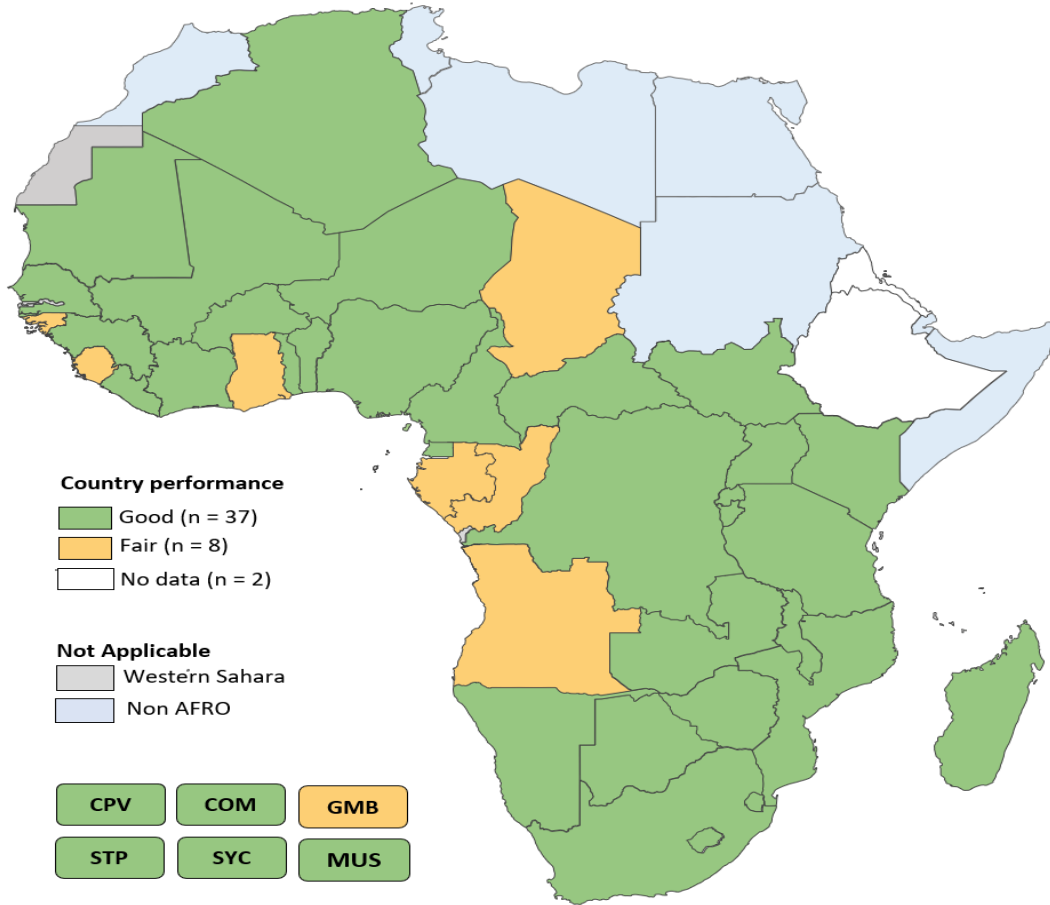 Country performance
Good (n = 37)
Fair (n = 8)
No data (n = 2)
Not Applicable
Western Sahara
Non AFRO
CPV COM GMB
STP SYC MUS